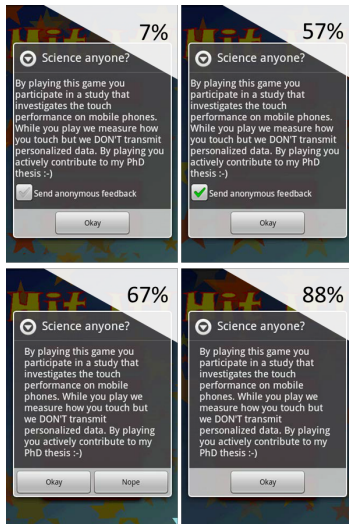 7%
Science anyone?
By playing this game you
participate in a study that
investigates the touch
performance on mobile phones.
While you play we measure how
you touch but we DON'T transmit
personalized data. By playing you
actively contribute to my PhD
thesis :-)
Send anonymous feedback
Okay
57%
Science anyone?
By playing this game you
participate in a study that
investigates the touch
performance on mobile phones.
While you play we measure how
you touch but we DON'T transmit
personalized data. By playing you
actively contribute to my PhD
thesis :-)
Send anonymous feedback
Okay
67%
Hit
Science anyone?
By playing this game you
participate in a study that
investigates the touch
performance on mobile
phones. While you play we
measure how you touch but
we DON'T transmit
personalized data. By playing
you actively contribute to my
PhD thesis :-)
Okay
Nope
88%
Hit
Science anyone?
By playing this game you
participate in a study that
investigates the touch
performance on mobile
phones. While you play we
measure how you touch but
we DON'T transmit
personalized data. By playing
you actively contribute to my
PhD thesis :-)
Okay